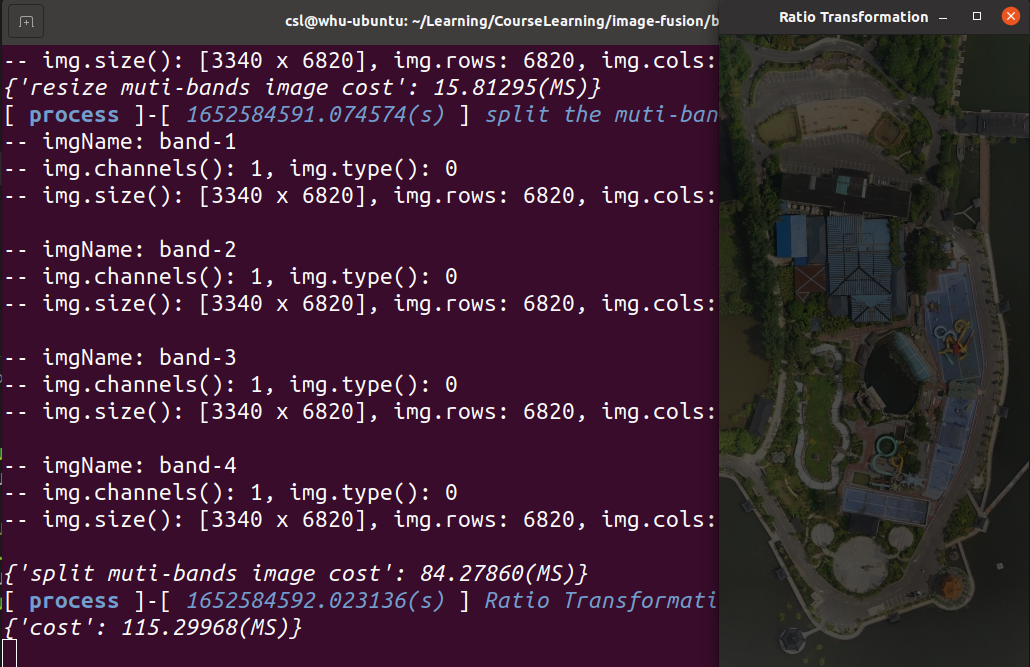 csl@whu-ubuntu: ~/Learning/CourseLearning/image-fusion/b
Ratio Transformation
-- img.size(): [3340 x 6820], img.rows: 6820, img.cols:
{'resize muti-bands image cost': 15.81295(MS)}
[ process ]-[ 1652584591.074574(s) ] split the muti-ban
-- imgName: band-1
-- img.channels(): 1, img.type(): 0
-- img.size(): [3340 x 6820], img.rows: 6820, img.cols:
-- imgName: band-2
-- img.channels(): 1, img.type(): 0
-- img.size(): [3340 x 6820], img.rows: 6820, img.cols:
-- imgName: band-3
-- img.channels(): 1, img.type(): 0
-- img.size(): [3340 x 6820], img.rows: 6820, img.cols:
-- imgName: band-4
-- img.channels(): 1, img.type(): 0
-- img.size(): [3340 x 6820], img.rows: 6820, img.cols:
{'split muti-bands image cost': 84.27860(MS)}
[ process ]-[ 1652584592.023136(s) ] Ratio Transformati
{'cost': 115.29968(MS)}